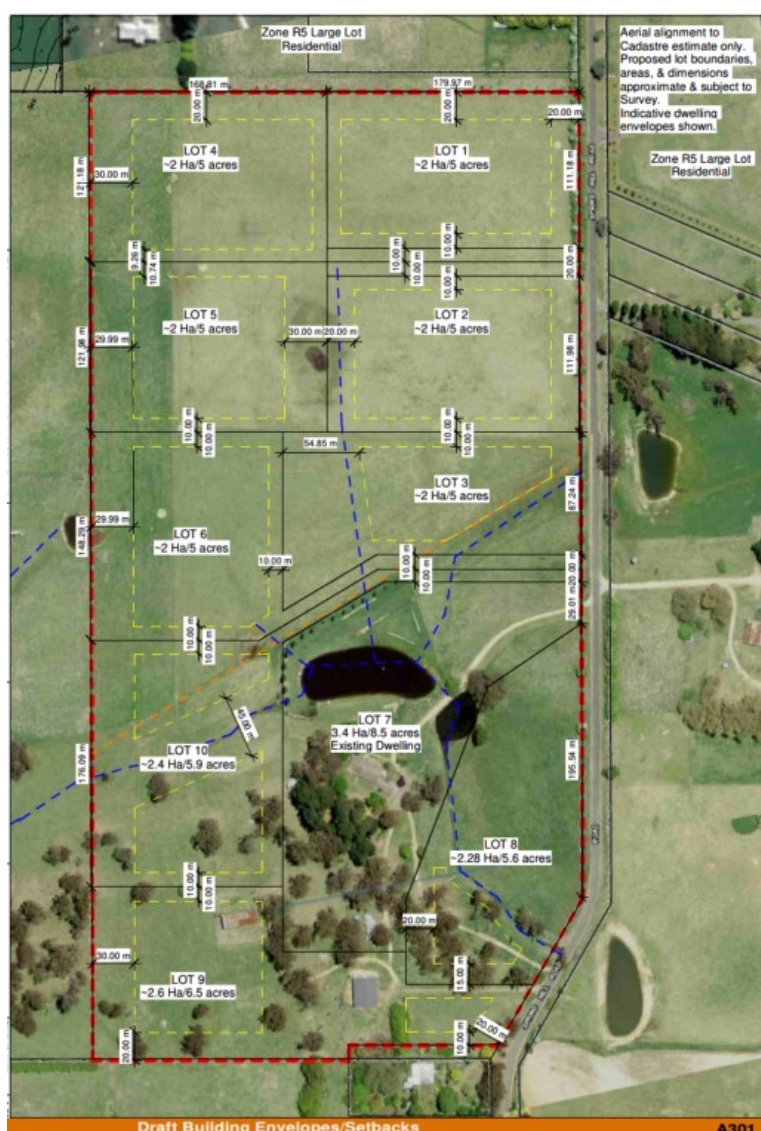 Zone R5 Large Lot
Residential
Aerial alignment to
Cadastre estimate only.
Proposed lot boundaries,
areas, & dimensions
approximate & subject to
Survey.
Indicative dwelling
envelopes shown.
Zone R5 Large Lot
Residential
168.81 m
179.97 m
20.00 m
20.00 m
20.00 m
LOT 4
~2 Ha/5 acres
LOT 1
~2 Ha/5 acres
121.18 m
30.00 m
111.18 m
10.00 m
9.26 m
10.74 m
10.00 m
10.00 m
20.00 m
10.00 m
LOT 5
~2 Ha/5 acres
LOT 2
~2 Ha/5 acres
121.98 m
29.99 m
30.00 m
20.00 m
111.98 m
10.00 m
10.00 m
10.00 m
10.00 m
54.85 m
LOT 3
~2 Ha/5 acres
87.24 m
LOT 6
~2 Ha/5 acres
148.29 m
29.99 m
10.00 m
10.00 m
10.00 m
20.00 m
29.01 m
10.00 m
10.00 m
45.00 m
LOT 7
3.4 Ha/8.5 acres
Existing Dwelling
LOT 10
~2.4 Ha/5.9 acres
176.09 m
195.54 m
LOT 8
~2.28 Ha/5.6 acres
ROAD
10.00 m
10.00 m
20.00 m
30.00 m
LOT 9
~2.6 Ha/6.5 acres
15.00 m
20.00 m
20.00 m
10.00 m
Draft Building Envelopes/Setbacks
A301